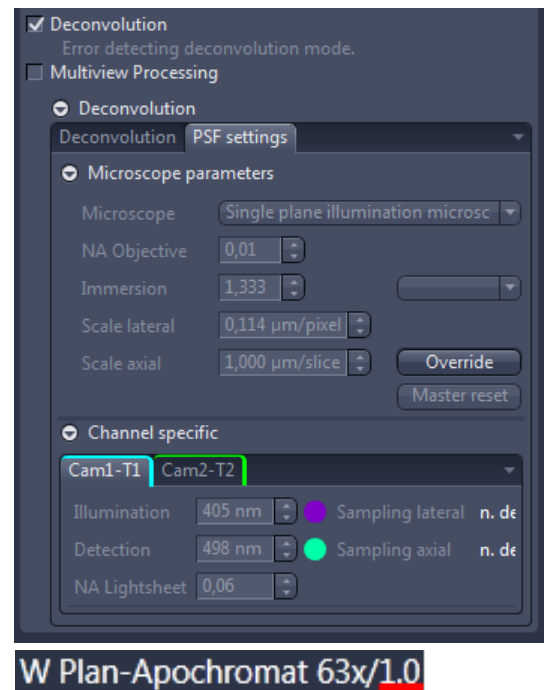 Deconvolution
Error detecting deconvolution mode.
Multiview Processing
Deconvolution
Deconvolution PSF settings
Microscope parameters
Microscope Single plane illumination microsc
NA Objective 0,01
Immersion 1,333
Scale lateral 0,114 µm/pixel
Scale axial 1,000 µm/slice Override
Master reset
Channel specific
Cam1-T1 Cam2-T2
Illumination 405 nm Sampling lateral n. de
Detection 498 nm Sampling axial n. de
NA Lightsheet 0,06
W Plan-Apochromat 63x/1.0